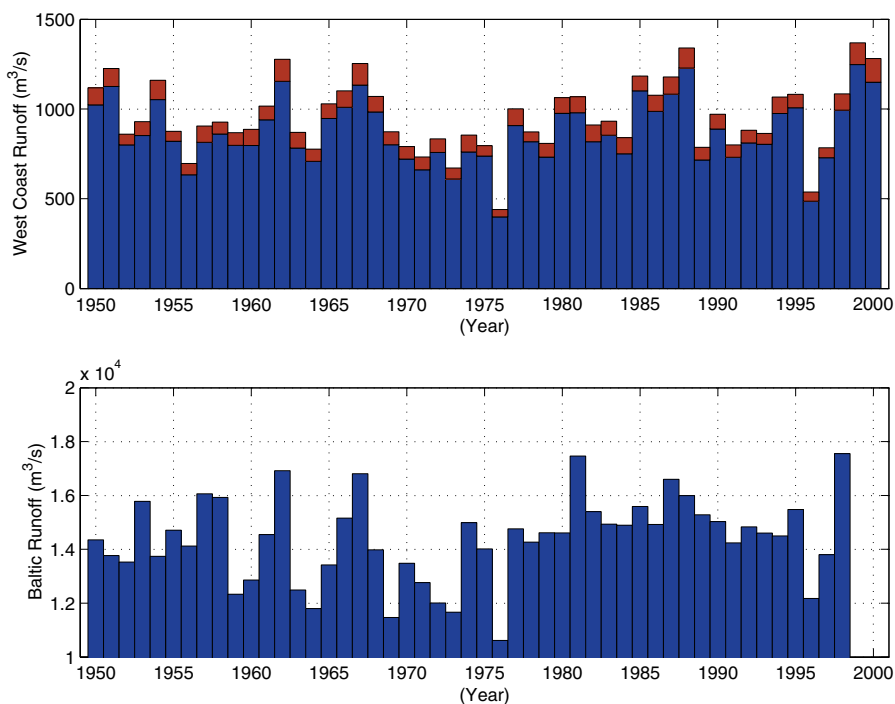 1500
1000
500
0
West Coast Runoff (m³/s)
1950 1955 1960 1965 1970 1975 1980 1985 1990 1995 2000
(Year)
x 10⁴
2
1.8
1.6
1.4
1.2
1
Baltic Runoff (m³/s)
1950 1955 1960 1965 1970 1975 1980 1985 1990 1995 2000
(Year)